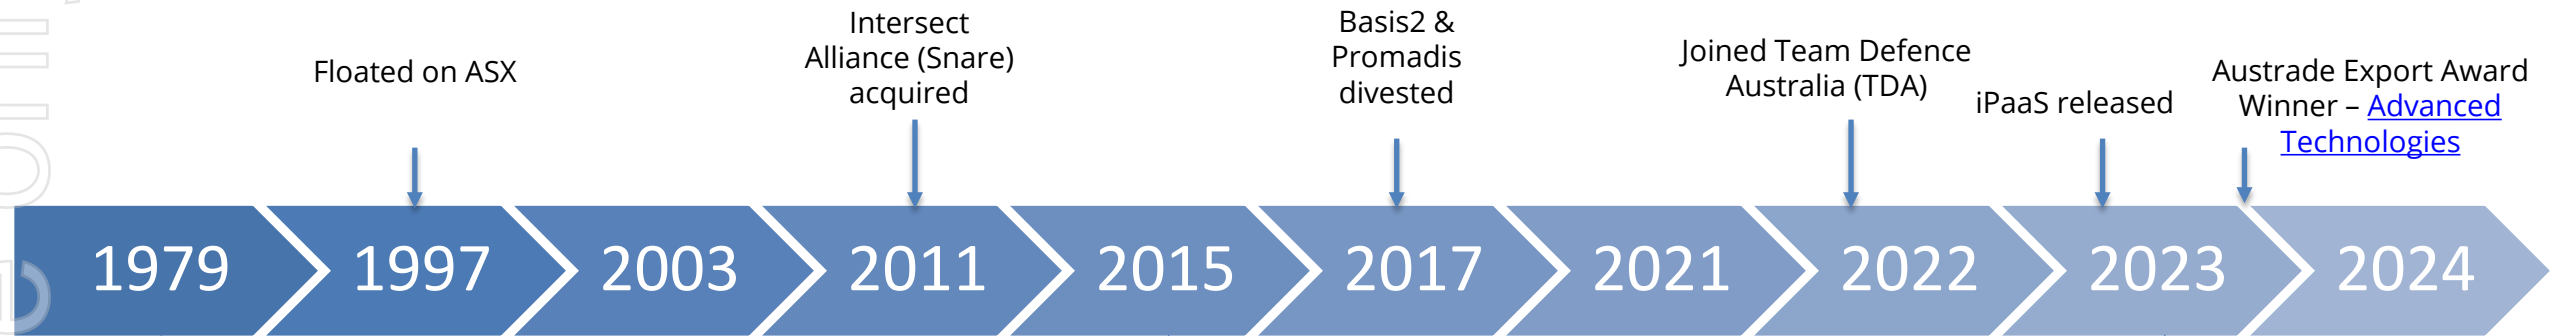 Floated on ASX
Intersect
Alliance (Snare)
acquired
Basis2 &
Promadis
divested
Joined Team Defence
Australia (TDA)
iPaaS released
Austrade Export Award
Winner – Advanced
Technologies
1979
1997
2003
2011
2015
2017
2021
2022
2023
2024